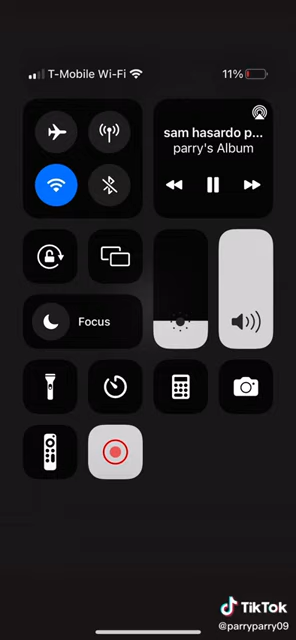 T-Mobile Wi-Fi
11%
sam hasardo p...
parry's Album
Focus
TikTok
@parryparry09